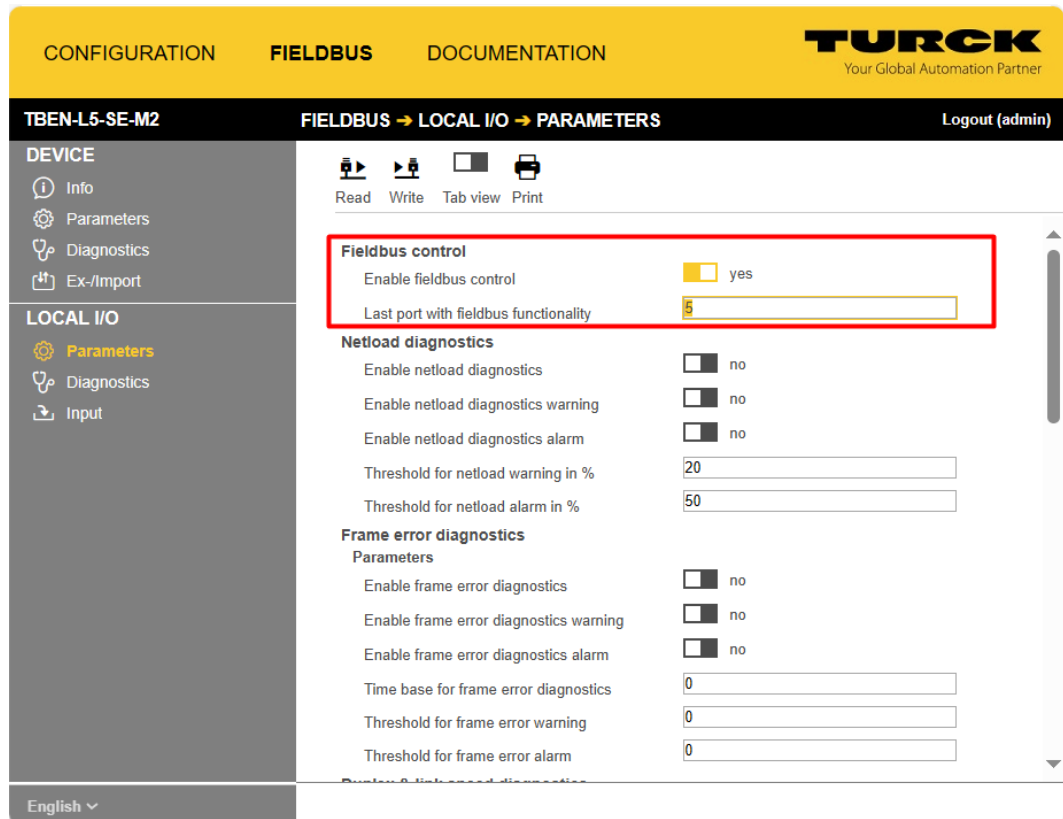 CONFIGURATION FIELDBUS DOCUMENTATION
TURCK
Your Global Automation Partner
TBEN-L5-SE-M2
FIELDBUS ➔ LOCAL I/O ➔ PARAMETERS
Logout (admin)
DEVICE
Info
Parameters
Diagnostics
Ex-/Import
LOCAL I/O
Parameters
Diagnostics
Input
Read Write Tab view Print
Fieldbus control
Enable fieldbus control yes
Last port with fieldbus functionality 5
Netload diagnostics
Enable netload diagnostics no
Enable netload diagnostics warning no
Enable netload diagnostics alarm no
Threshold for netload warning in % 20
Threshold for netload alarm in % 50
Frame error diagnostics
Parameters
Enable frame error diagnostics no
Enable frame error diagnostics warning no
Enable frame error diagnostics alarm no
Time base for frame error diagnostics 0
Threshold for frame error warning 0
Threshold for frame error alarm 0
English